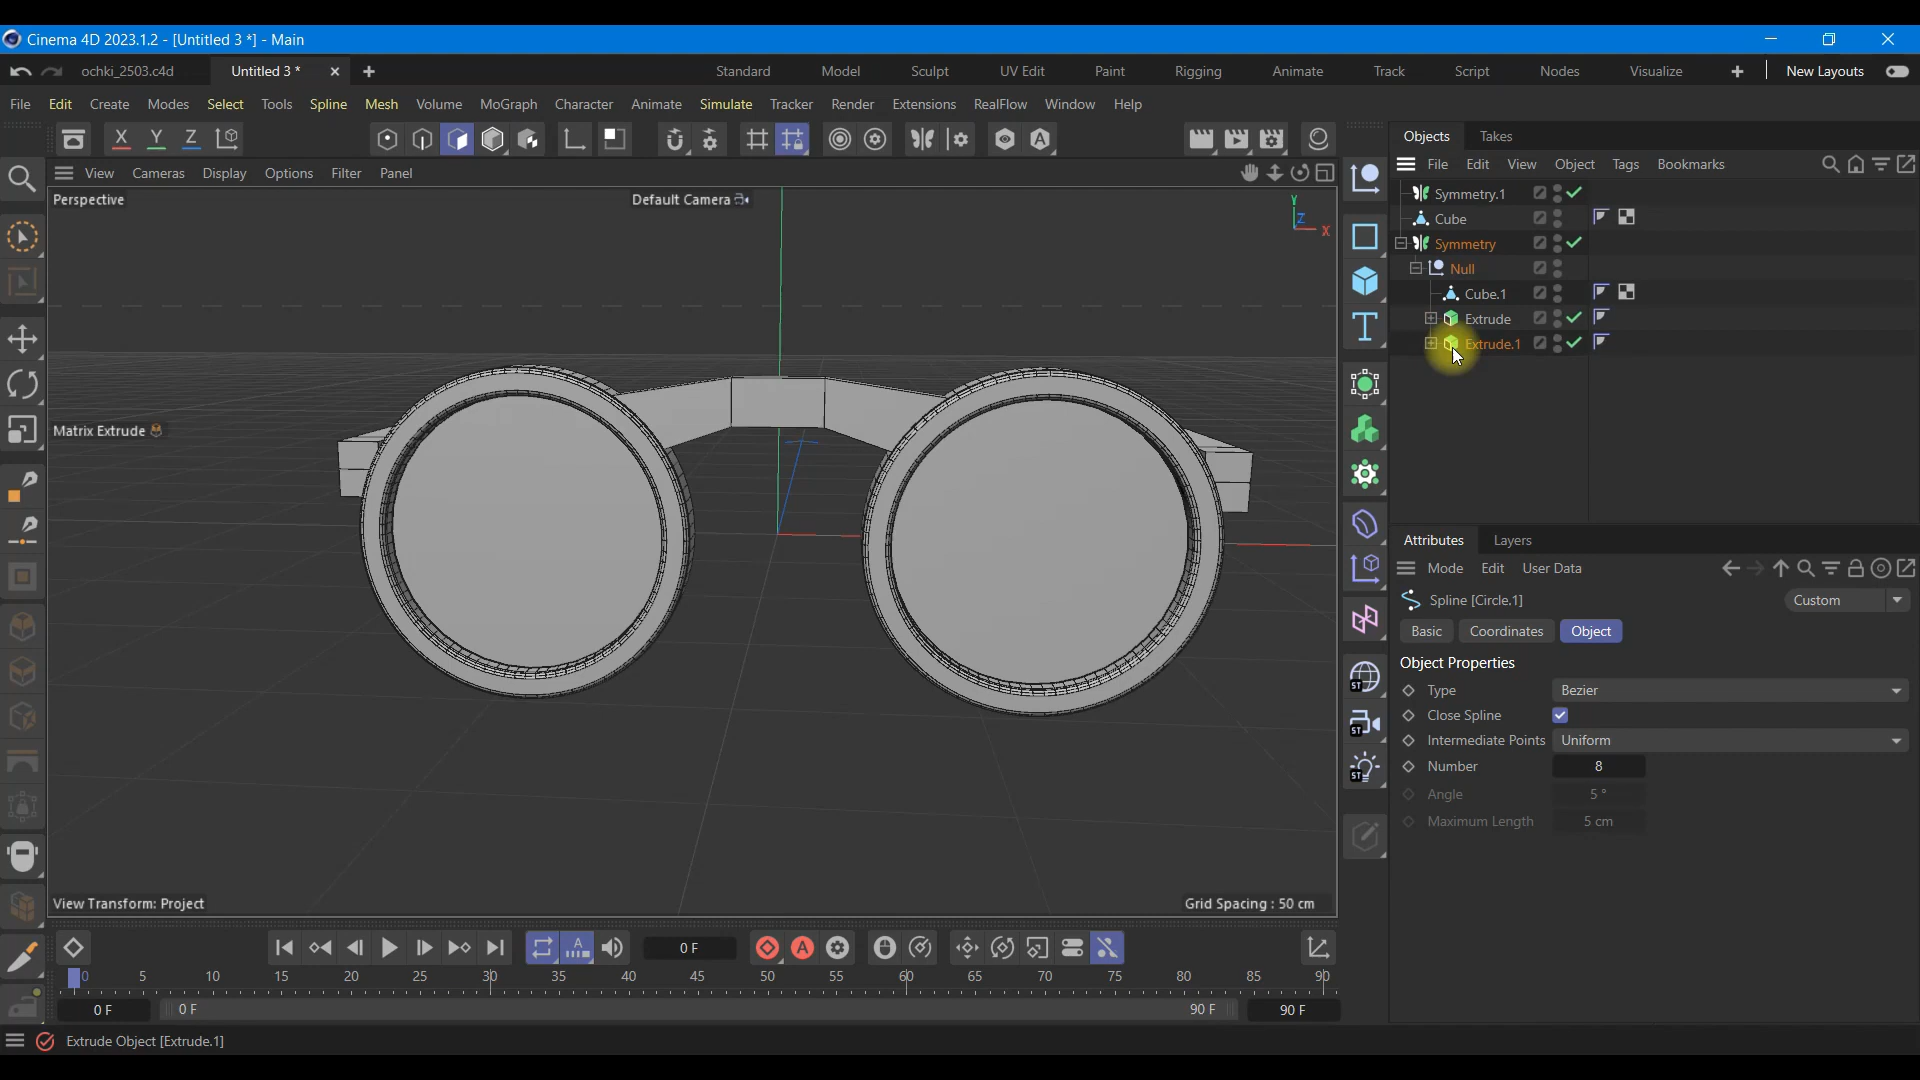 Cinema 4D 2023.1.2 - [Untitled 3 *] - Main
ochki_2503.c4d
Untitled 3 *
Standard
Model
Sculpt
UV Edit
Paint
Rigging
Animate
Track
Script
Nodes
Visualize
New Layouts
File Edit Create Modes Select Tools Spline Mesh Volume MoGraph Character Animate Simulate Tracker Render Extensions RealFlow Window Help
X Y Z
Objects Takes
View Cameras Display Options Filter Panel
File Edit View Object Tags Bookmarks
Perspective
Default Camera
Y
Z
X
Symmetry.1
Cube
Symmetry
Null
Cube.1
Extrude
Extrude.1
Matrix Extrude
View Transform: Project
Grid Spacing : 50 cm
ST
ST
ST
Attributes Layers
Mode Edit User Data
Spline [Circle.1]
Custom
Basic Coordinates Object
Object Properties
Type Bezier
Close Spline
Intermediate Points Uniform
Number 8
Angle 5 °
Maximum Length 5 cm
A
0 F
A
0 5 10 15 20 25 30 35 40 45 50 55 60 65 70 75 80 85 90
0 F 0 F 90 F 90 F
Extrude Object [Extrude.1]